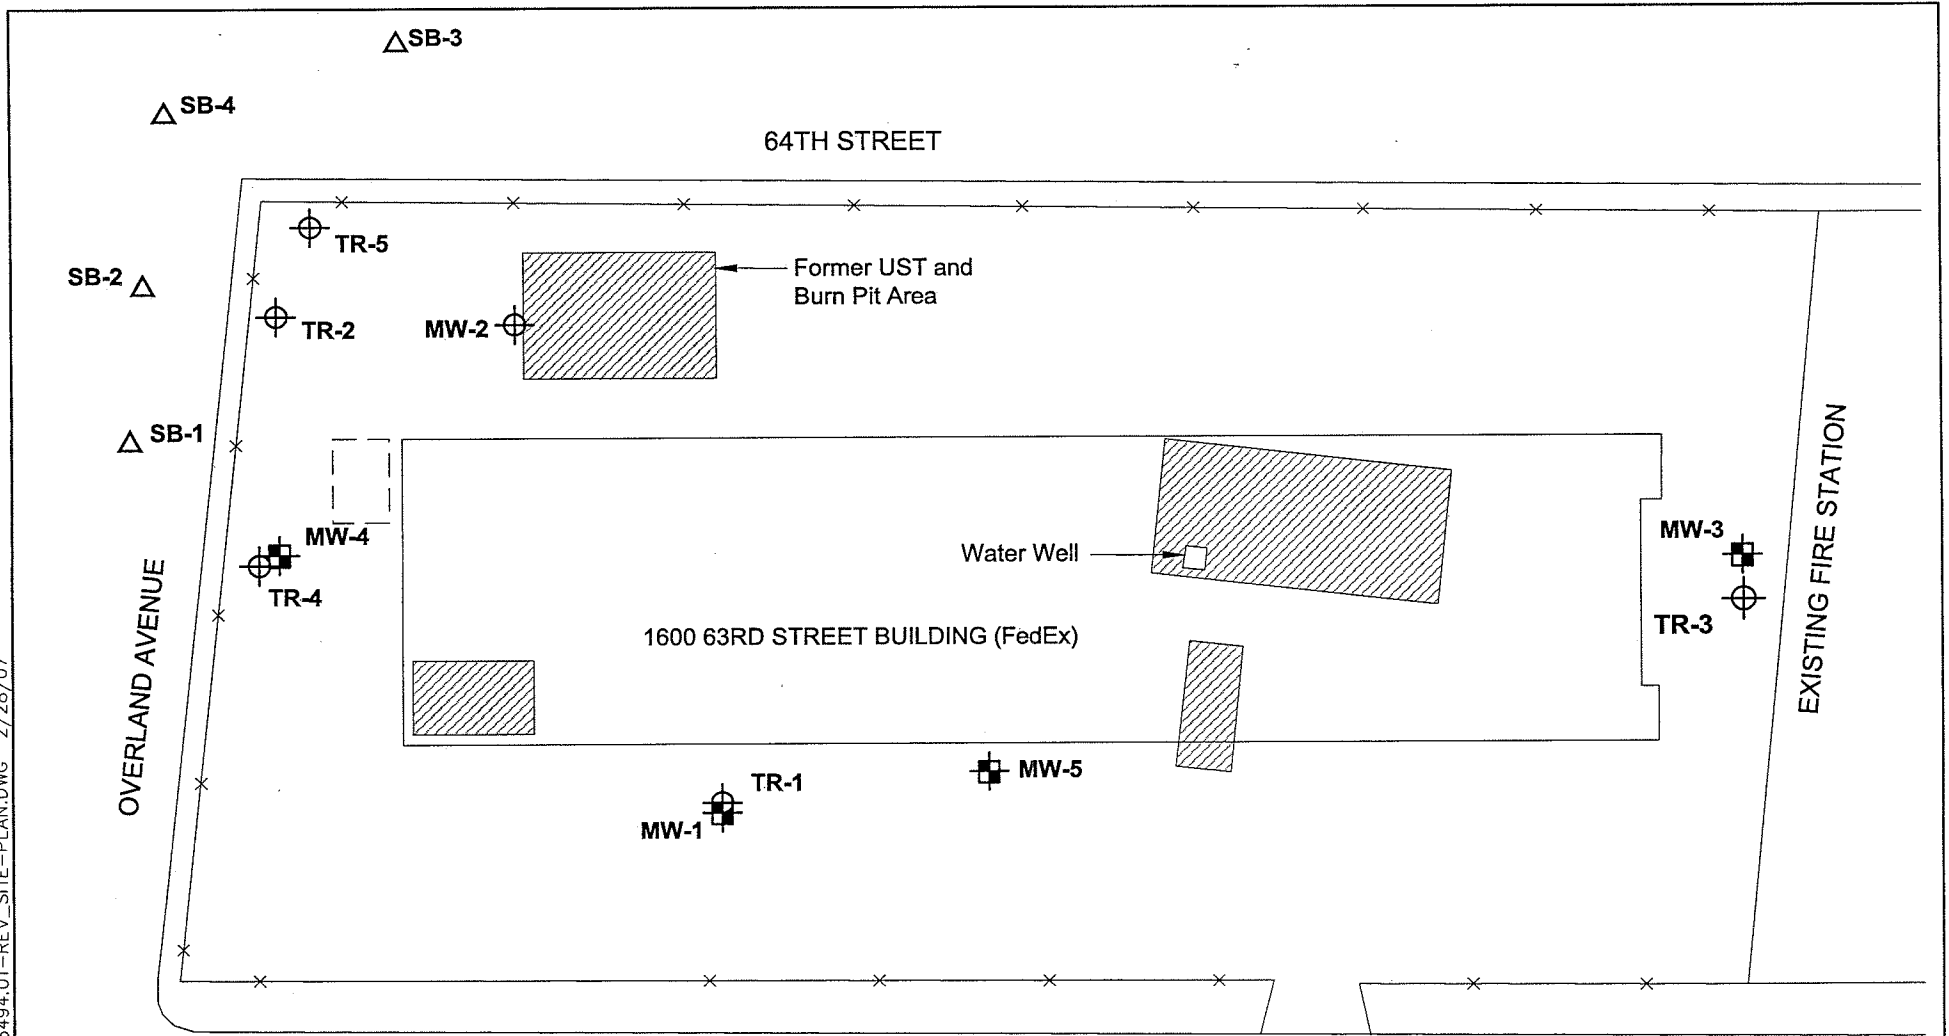 SB-3
SB-4
64TH STREET
TR-5
SB-2
Former UST and
Burn Pit Area
TR-2
MW-2
SB-1
MW-4
MW-3
Water Well
TR-4
TR-3
1600 63RD STREET BUILDING (FedEx)
OVERLAND AVENUE
EXISTING FIRE STATION
MW-5
TR-1
MW-1